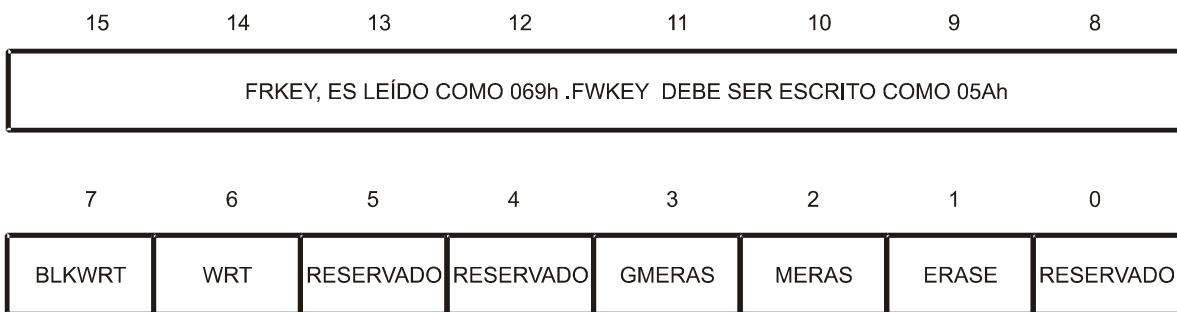 15 14 13 12 11 10 9 8
FRKEY, ES LEÍDO COMO 069h .FWKEY DEBE SER ESCRITO COMO 05Ah
7 6 5 4 3 2 1 0
BLKWRT WRT RESERVADO RESERVADO GMERAS MERAS ERASE RESERVADO